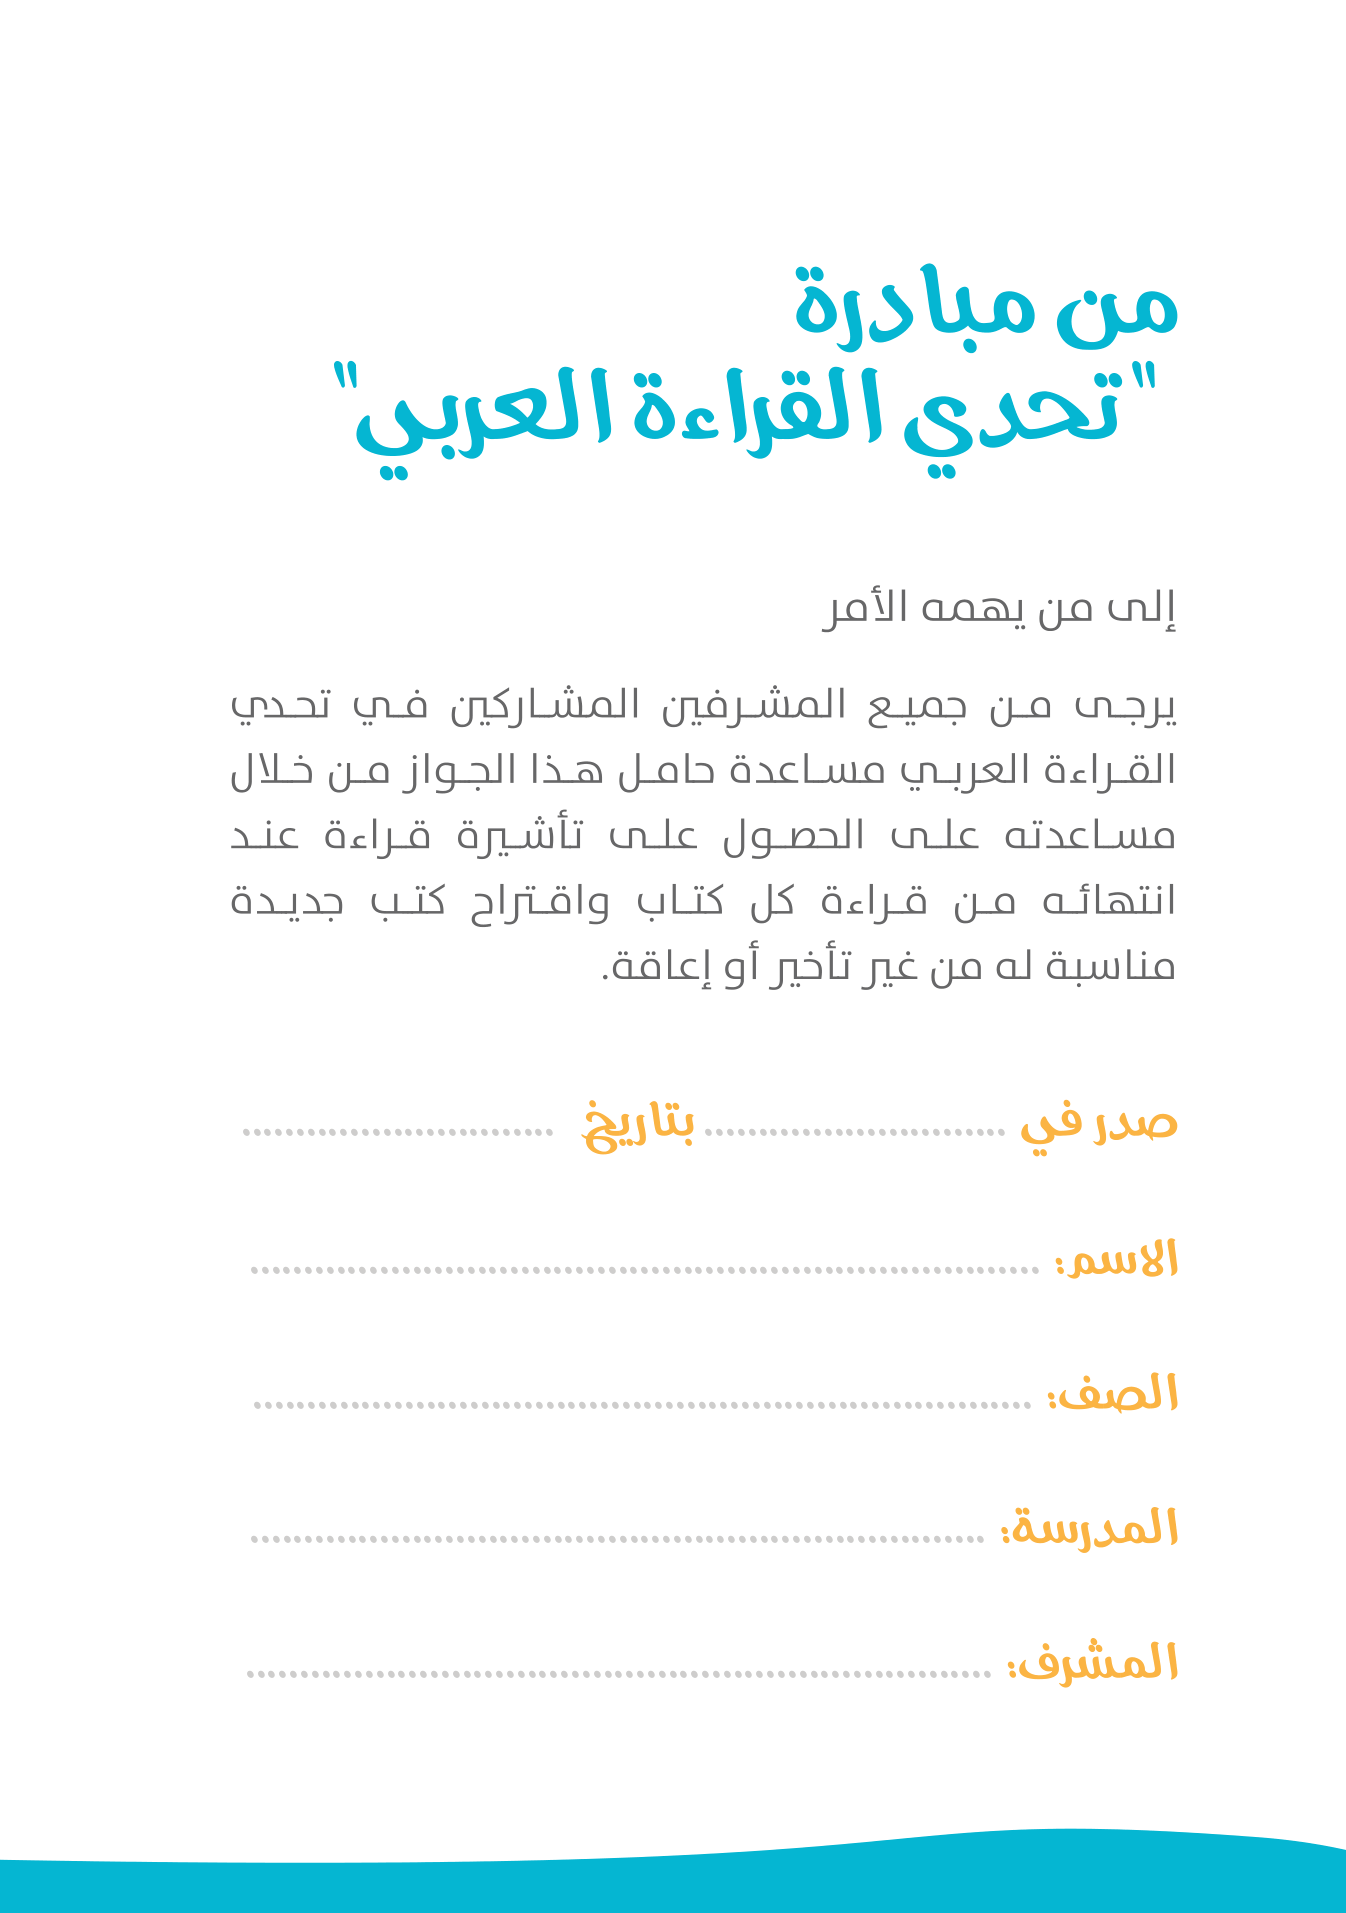 من مبادرة
"تحدي القراءة العربي"
إلى من يهمه الأمر
يرجى من جميع المشرفين المشاركين في تحدي
القراءة العربي مساعدة حامل هذا الجواز من خلال
مساعدته على الحصول على تأشيرة قراءة عند
انتهائه من قراءة كل كتاب واقتراح كتب جديدة
مناسبة له من غير تأخير أو إعاقة.
صدر في ............................ بتاريخ .............................
الاسم: .........................................................................
الصف: ........................................................................
المدرسة: ....................................................................
المشرف: .....................................................................